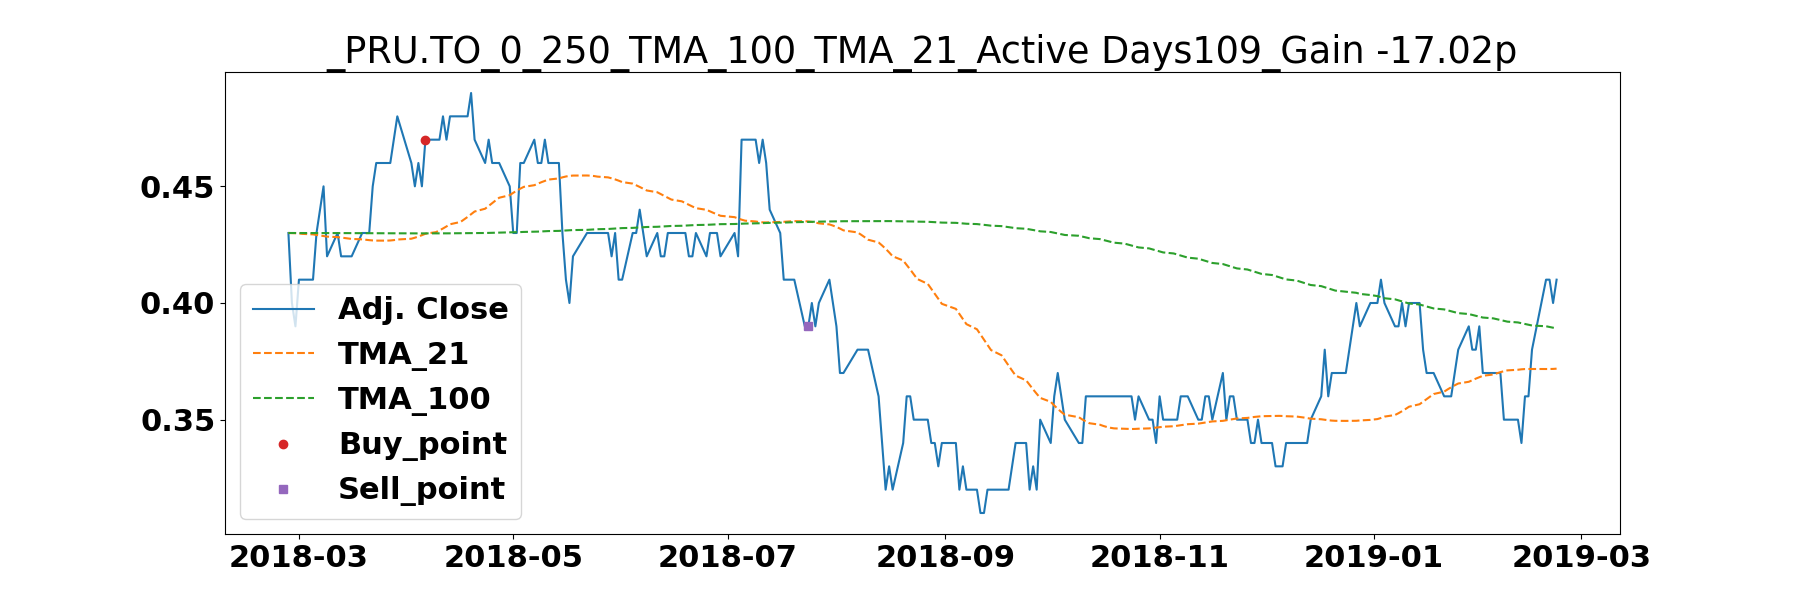 _PRU.TO_0_250_TMA_100_TMA_21_Active Days109_Gain -17.02p
0.45
0.40
0.35
Adj. Close
TMA_21
TMA_100
Buy_point
Sell_point
2018-03 2018-05 2018-07 2018-09 2018-11 2019-01 2019-03